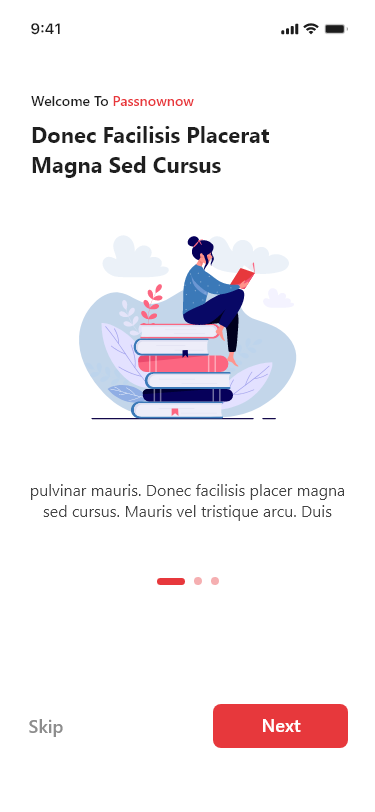 9:41
Welcome To Passnownow
Donec Facilisis Placerat
Magna Sed Cursus
pulvinar mauris. Donec facilisis placer magna
sed cursus. Mauris vel tristique arcu. Duis
Skip
Next